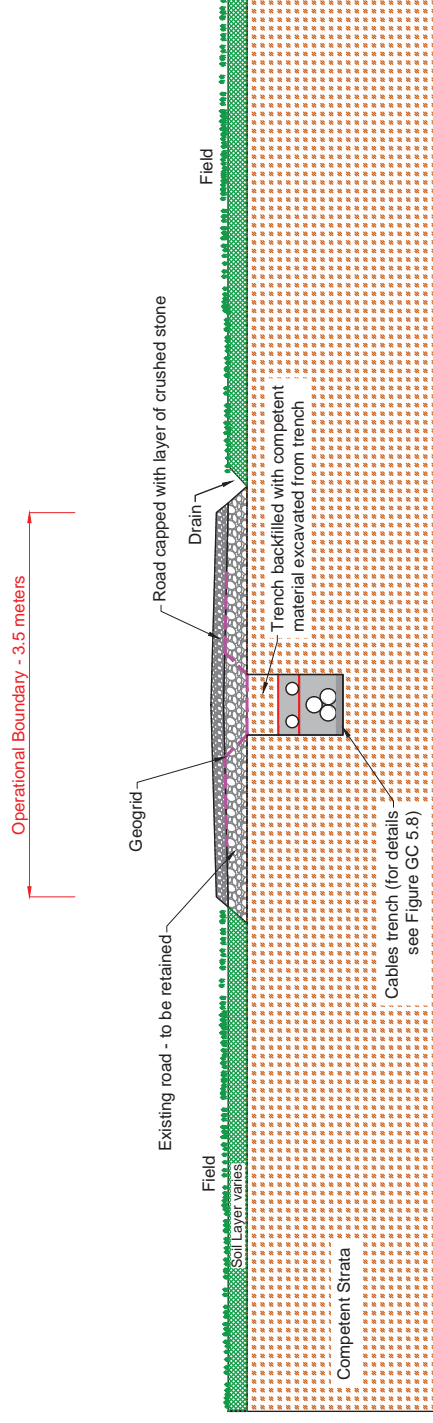 Operational Boundary - 3.5 meters
Geogrid
Road capped with layer of crushed stone
Existing road - to be retained
Drain
Field
Field
Soil Layer varies
Trench backfilled with competent
material excavated from trench
Competent Strata
Cables trench (for details
see Figure GC 5.8)